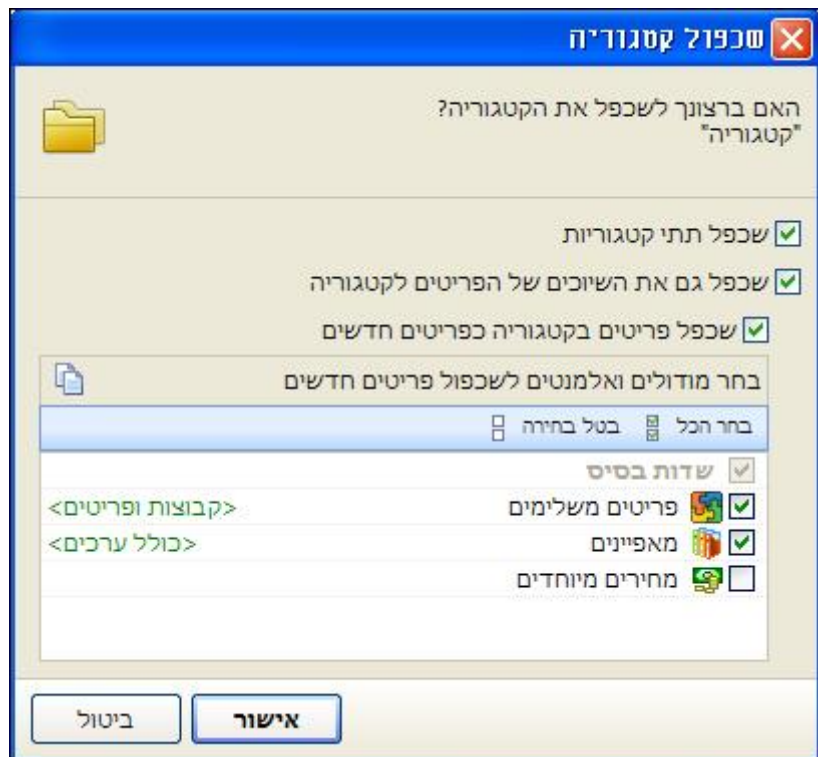 שכפול קטגוריה
האם ברצונך לשכפל את הקטגוריה?
"קטגוריה"
שכפל תתי קטגוריות
שכפל גם את השיוכים של הפריטים לקטגוריה
שכפל פריטים בקטגוריה כפריטים חדשים
בחר מודולים ואלמנטים לשכפול פריטים חדשים
בחר הכל בטל בחירה
שדות בסיס
פריטים משלימים <קבוצות ופריטים>
מאפיינים <כולל ערכים>
מחירים מיוחדים
אישור ביטול